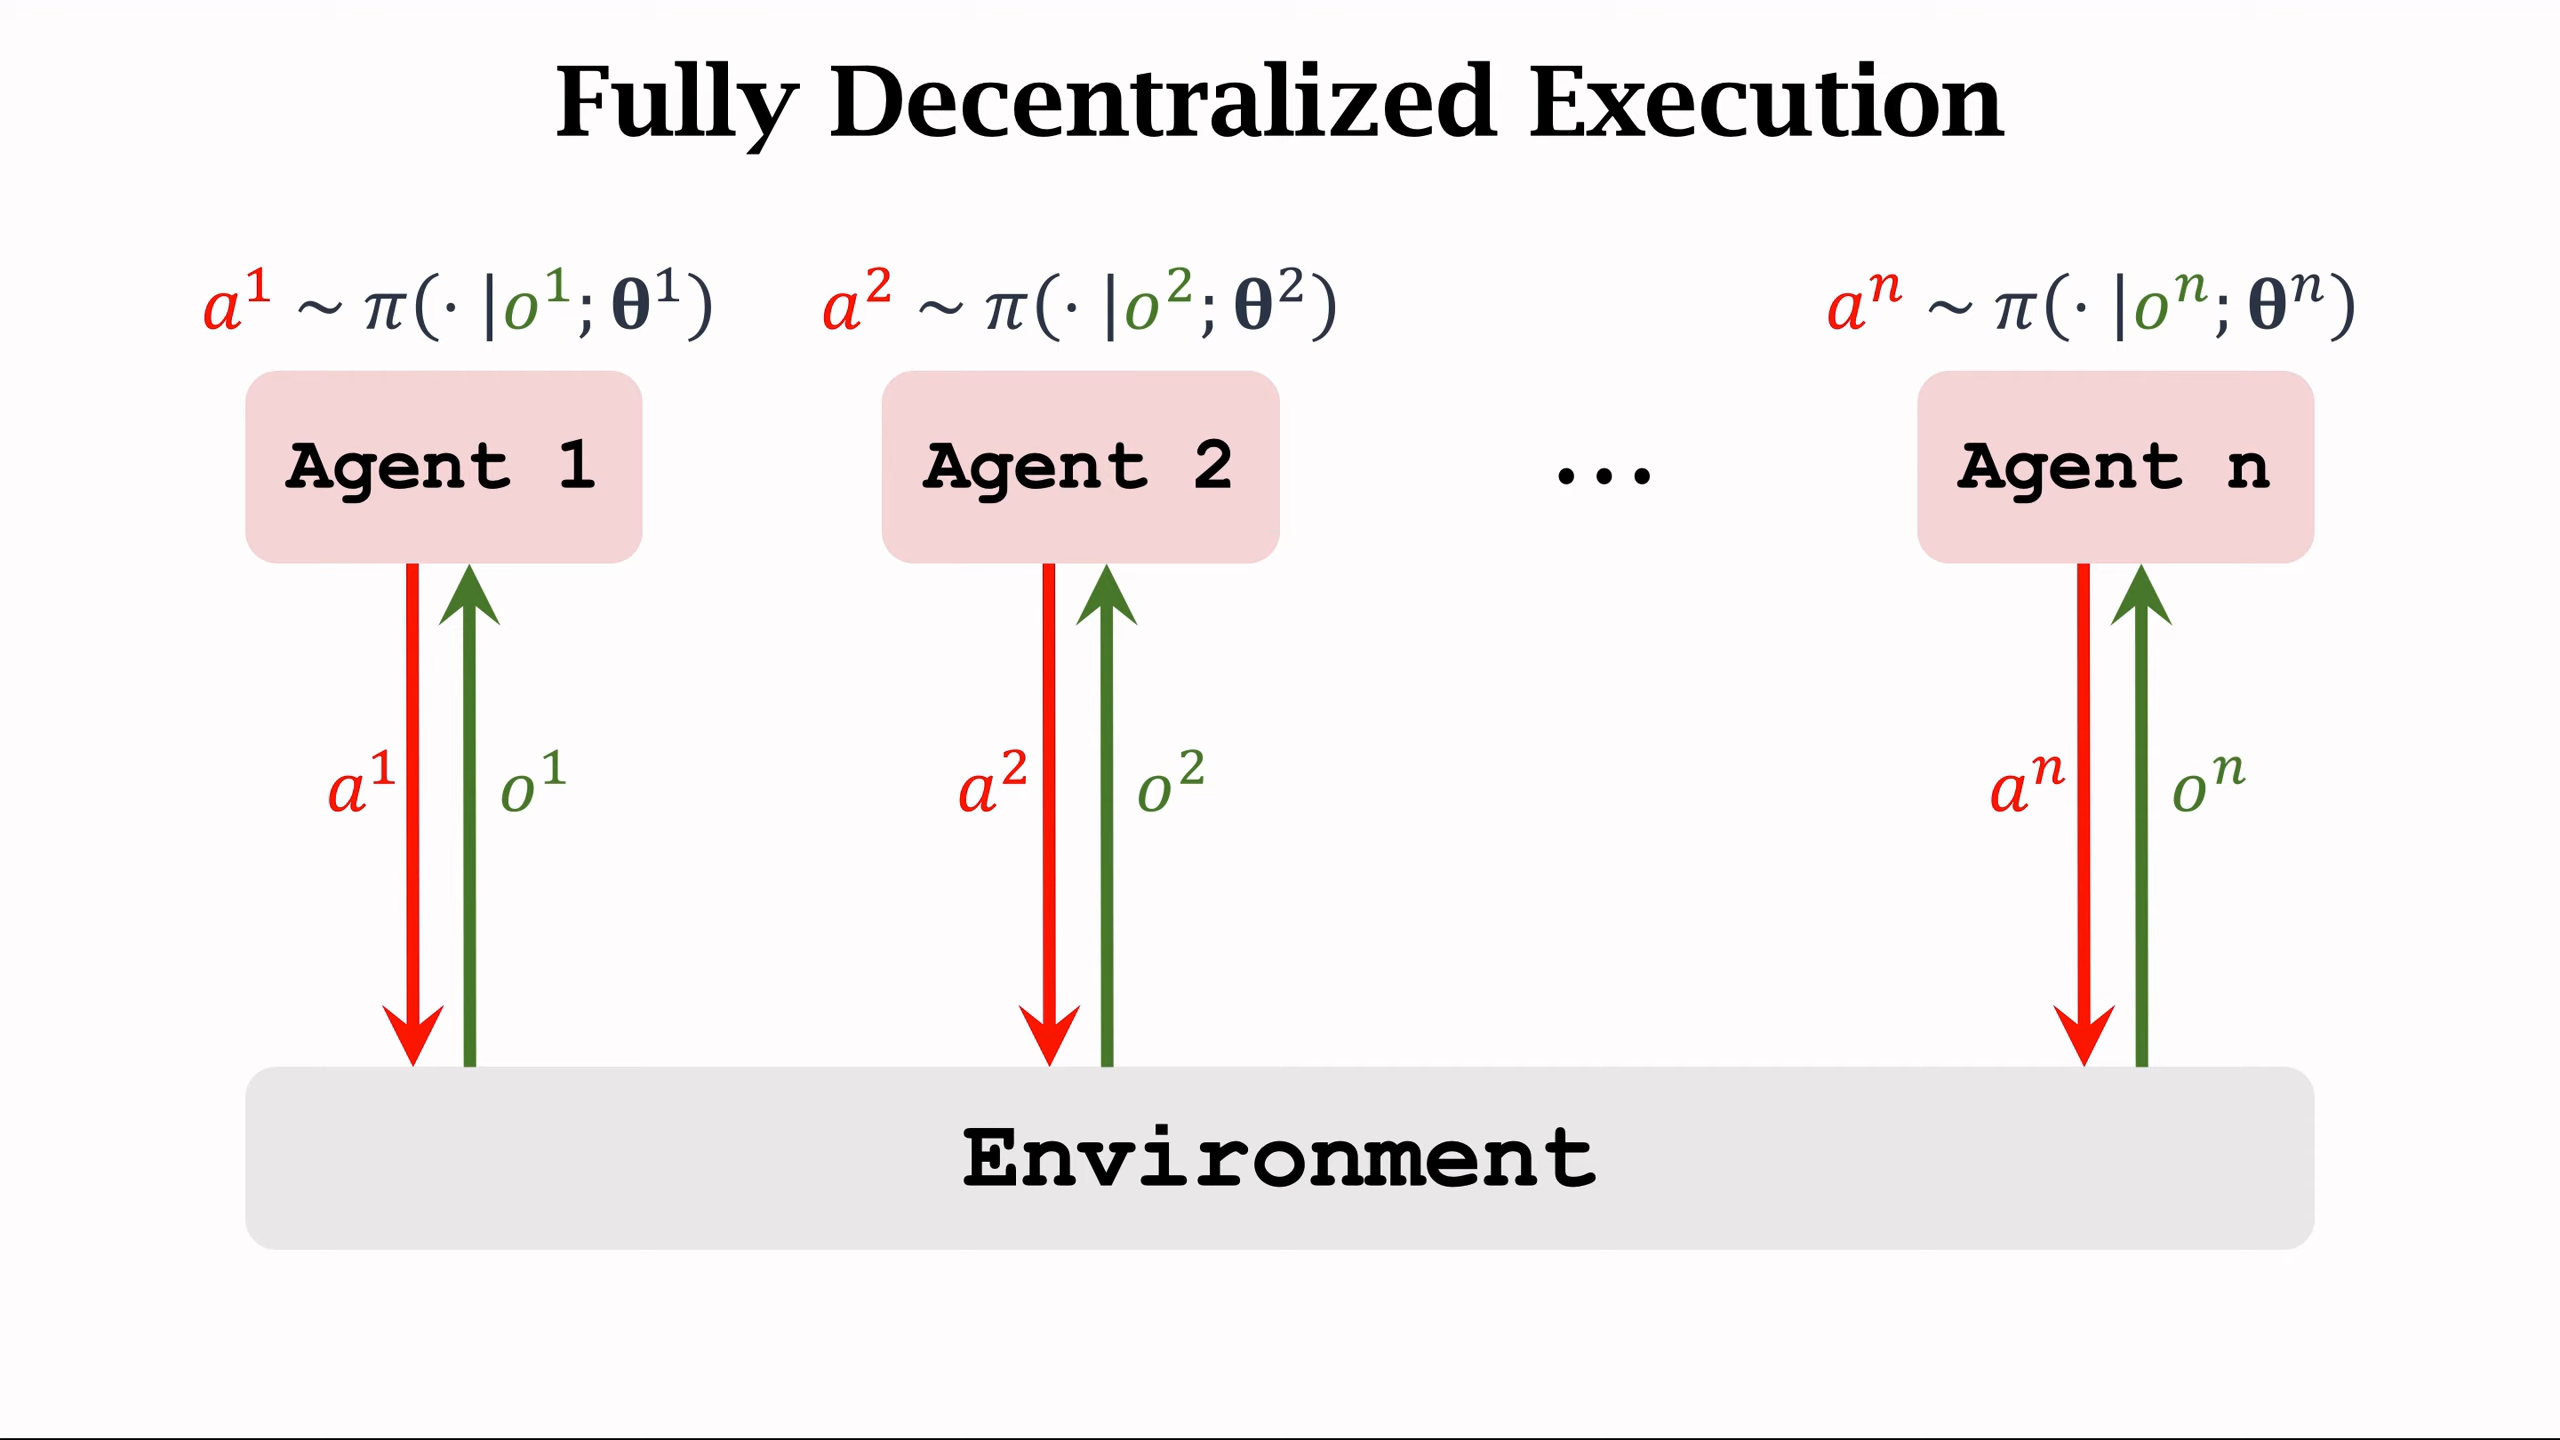 Fully Decentralized Execution
a¹ ~ π(· |o¹; θ¹) a² ~ π(· |o²; θ²) aⁿ ~ π(· |oⁿ; θⁿ)
Agent 1 Agent 2 ... Agent n
a¹ o¹ a² o² aⁿ oⁿ
Environment